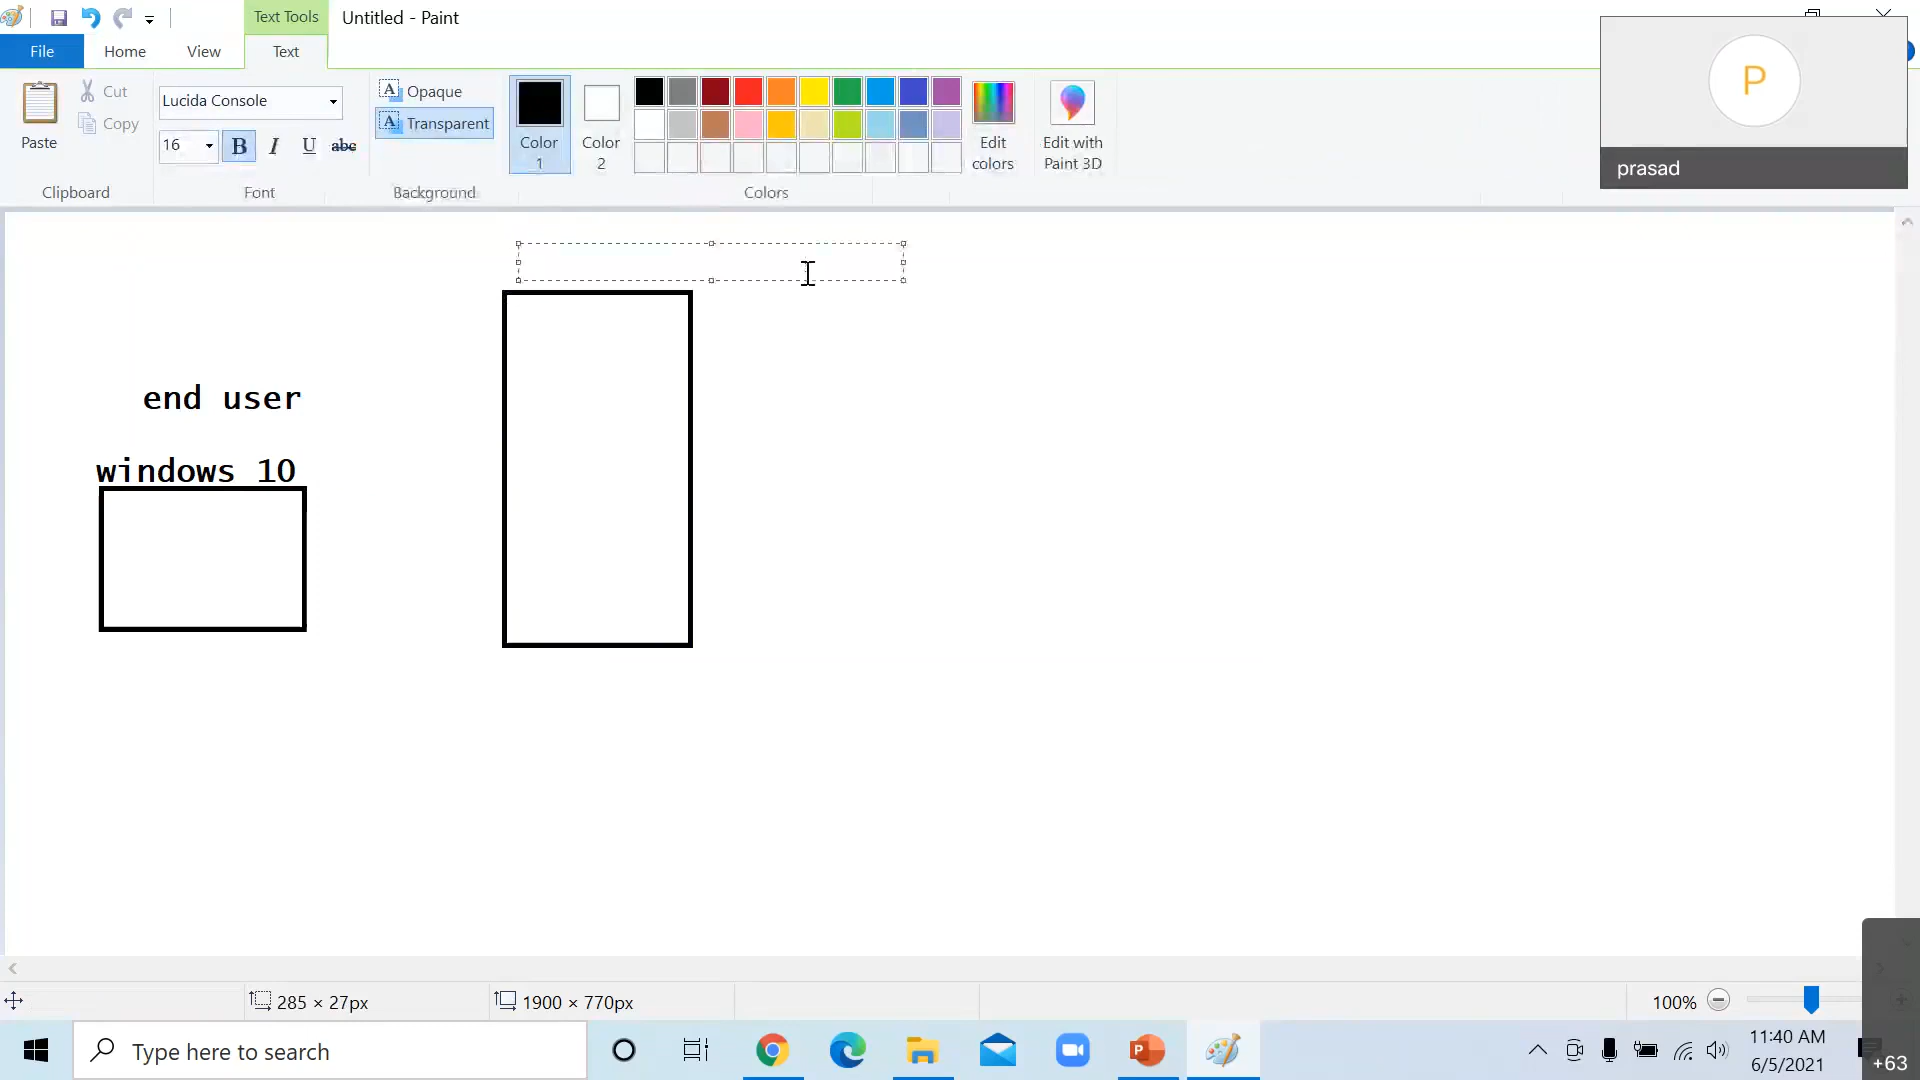 Text Tools
Untitled - Paint
File
Home
View
Text
Paste
Cut
Copy
Clipboard
Lucida Console
16
B
I
U
abc
Font
A Opaque
A Transparent
Background
Color 1
Color 2
Colors
Edit colors
Edit with Paint 3D
P
prasad
end user
windows 10
285 × 27px
1900 × 770px
100%
Type here to search
11:40 AM
6/5/2021
+63